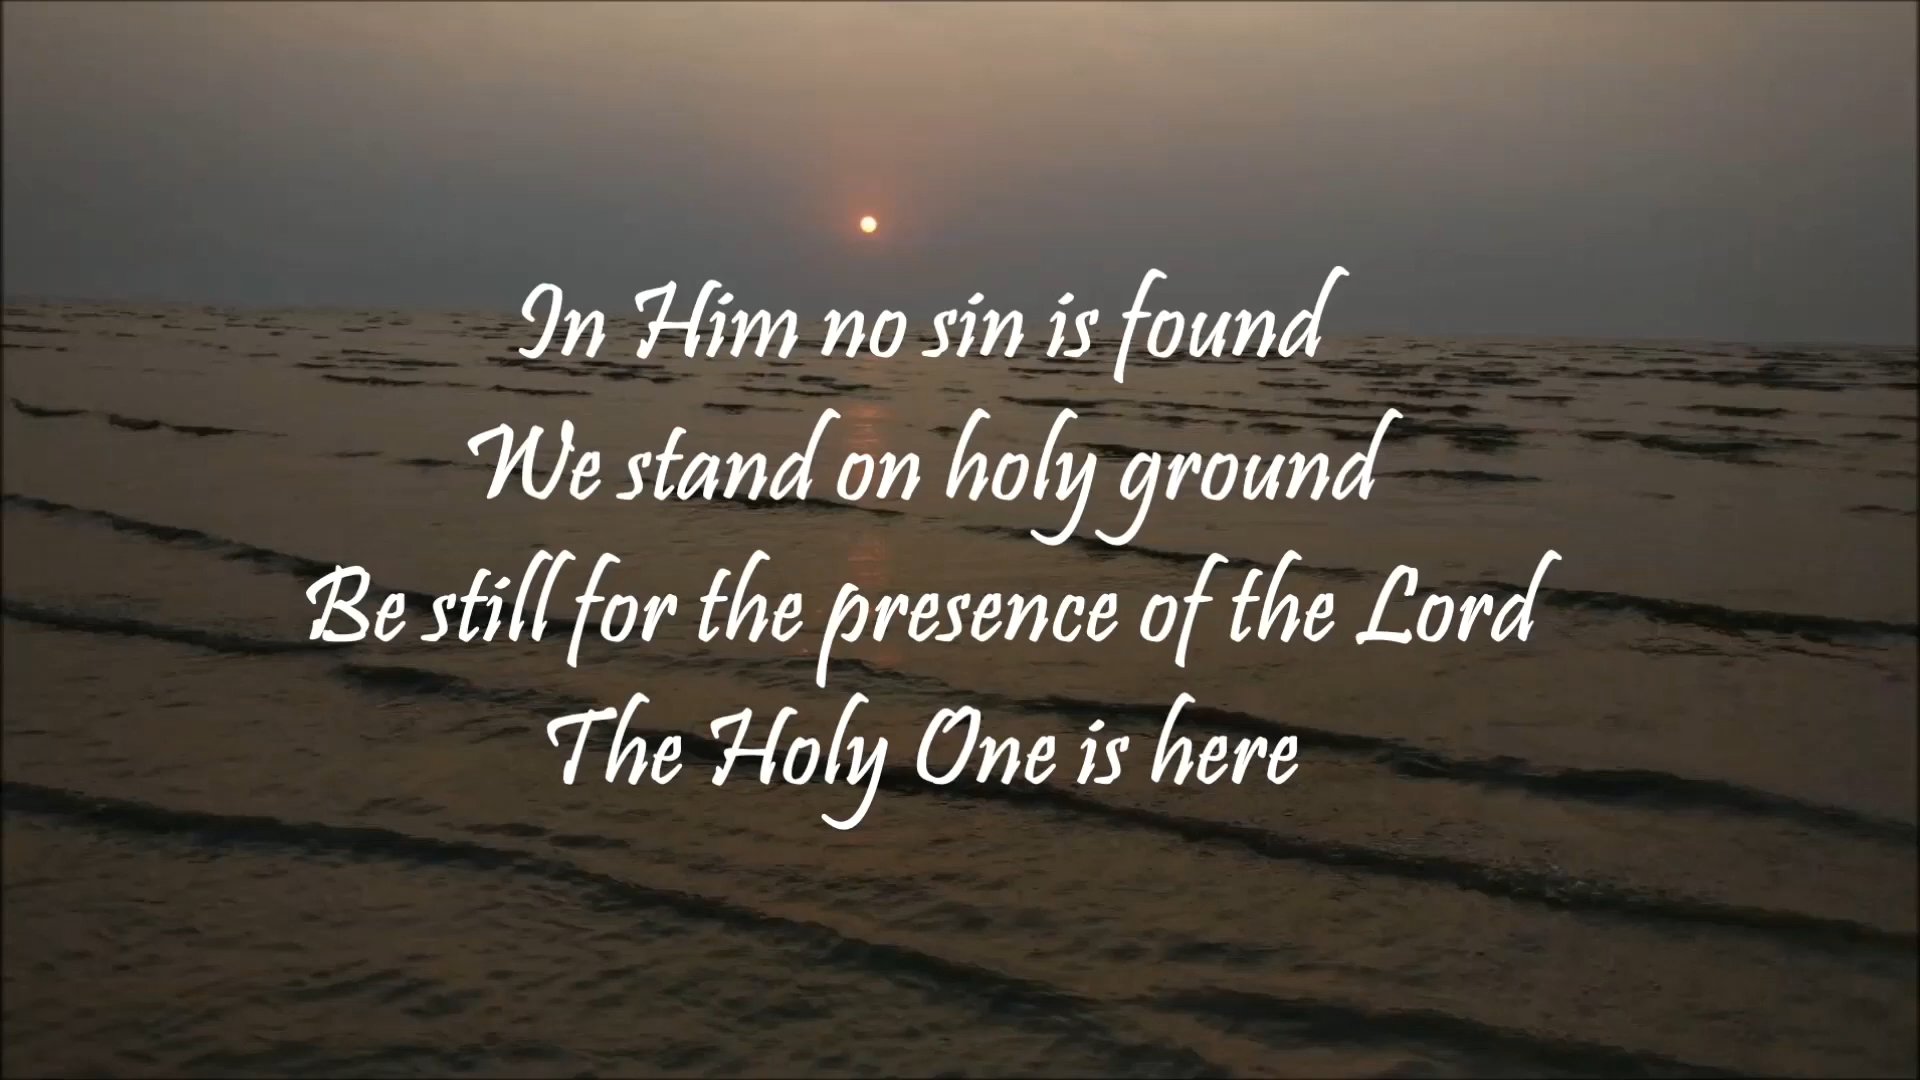 In Him no sin is found
We stand on holy ground
Be still for the presence of the Lord
The Holy One is here